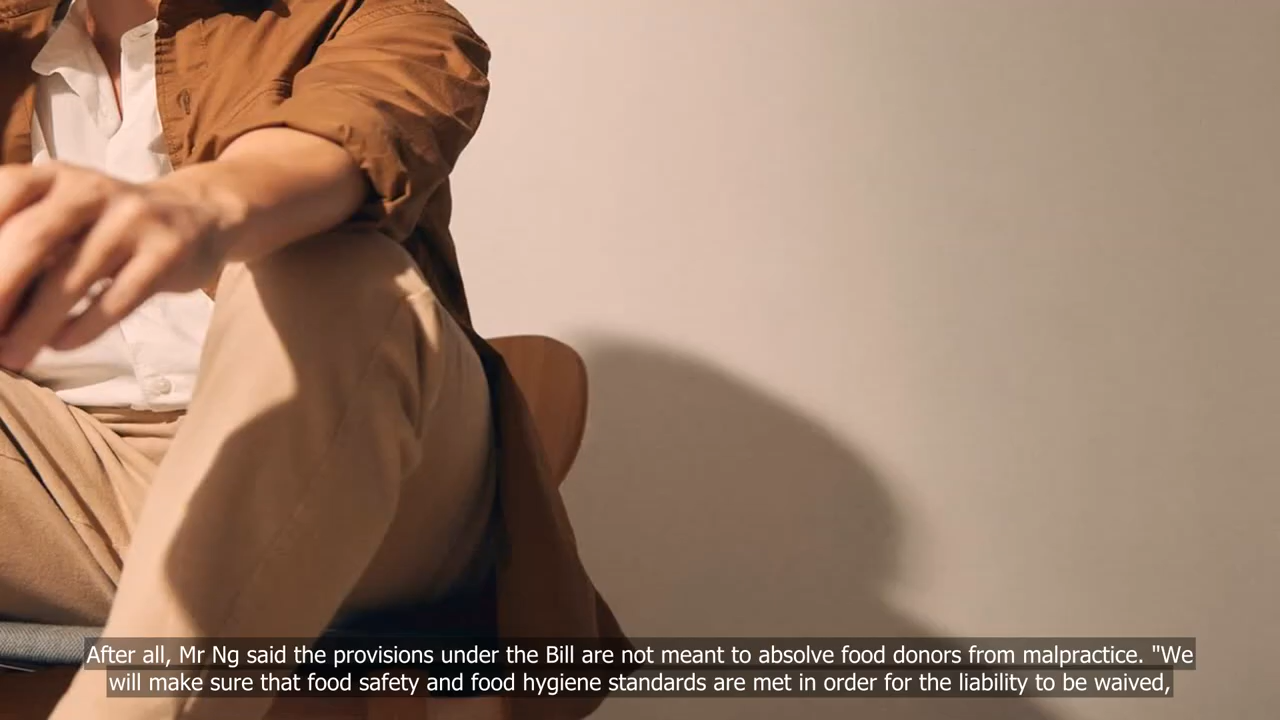 After all, Mr Ng said the provisions under the Bill are not meant to absolve food donors from malpractice. "We
will make sure that food safety and food hygiene standards are met in order for the liability to be waived,